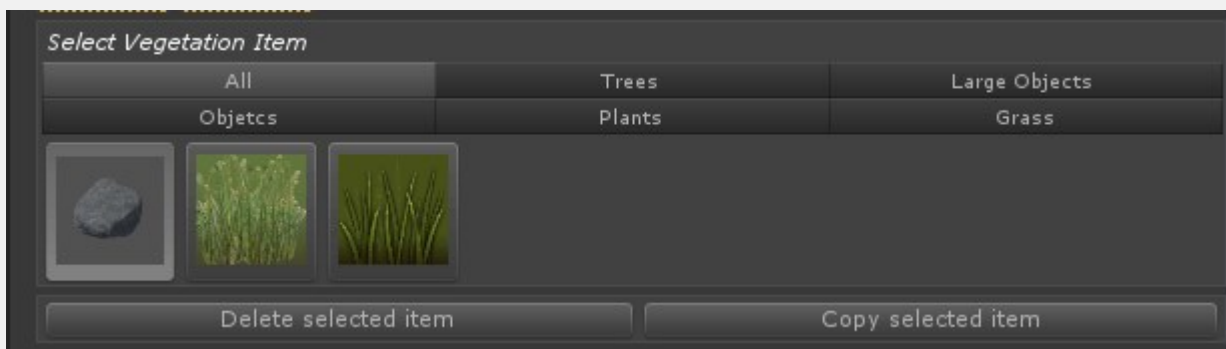 Select Vegetation Item
All Trees Large Objects
Objetcs Plants Grass
Delete selected item Copy selected item